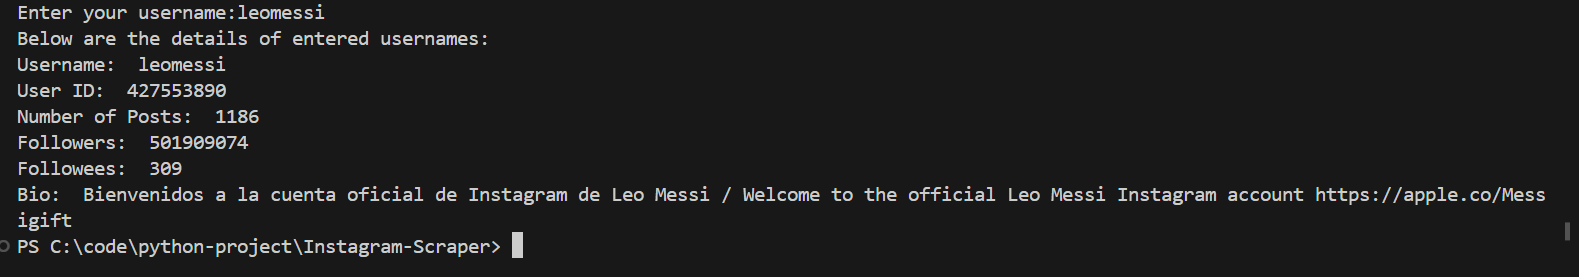 Enter your username:leomessi
Below are the details of entered usernames:
Username:  leomessi
User ID:  427553890
Number of Posts:  1186
Followers:  501909074
Followees:  309
Bio:  Bienvenidos a la cuenta oficial de Instagram de Leo Messi / Welcome to the official Leo Messi Instagram account https://apple.co/Mess
igift
PS C:\code\python-project\Instagram-Scraper>